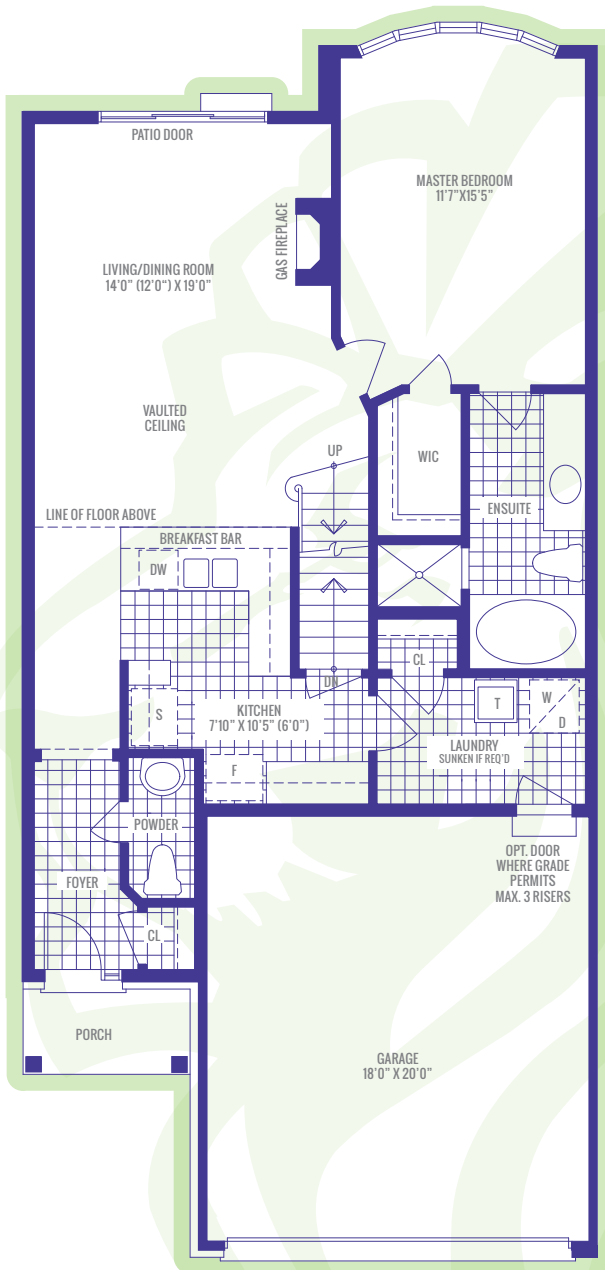 PATIO DOOR
MASTER BEDROOM
11'7"X15'5"
GAS FIREPLACE
LIVING/DINING ROOM
14'0" (12'0") X 19'0"
VAULTED
CEILING
UP
WIC
ENSUITE
LINE OF FLOOR ABOVE
BREAKFAST BAR
DW
CL
DN
S
KITCHEN
7'10" X 10'5" (6'0")
T
W
D
LAUNDRY
SUNKEN IF REQ'D
F
POWDER
FOYER
OPT. DOOR
WHERE GRADE
PERMITS
MAX. 3 RISERS
CL
PORCH
GARAGE
18'0" X 20'0"